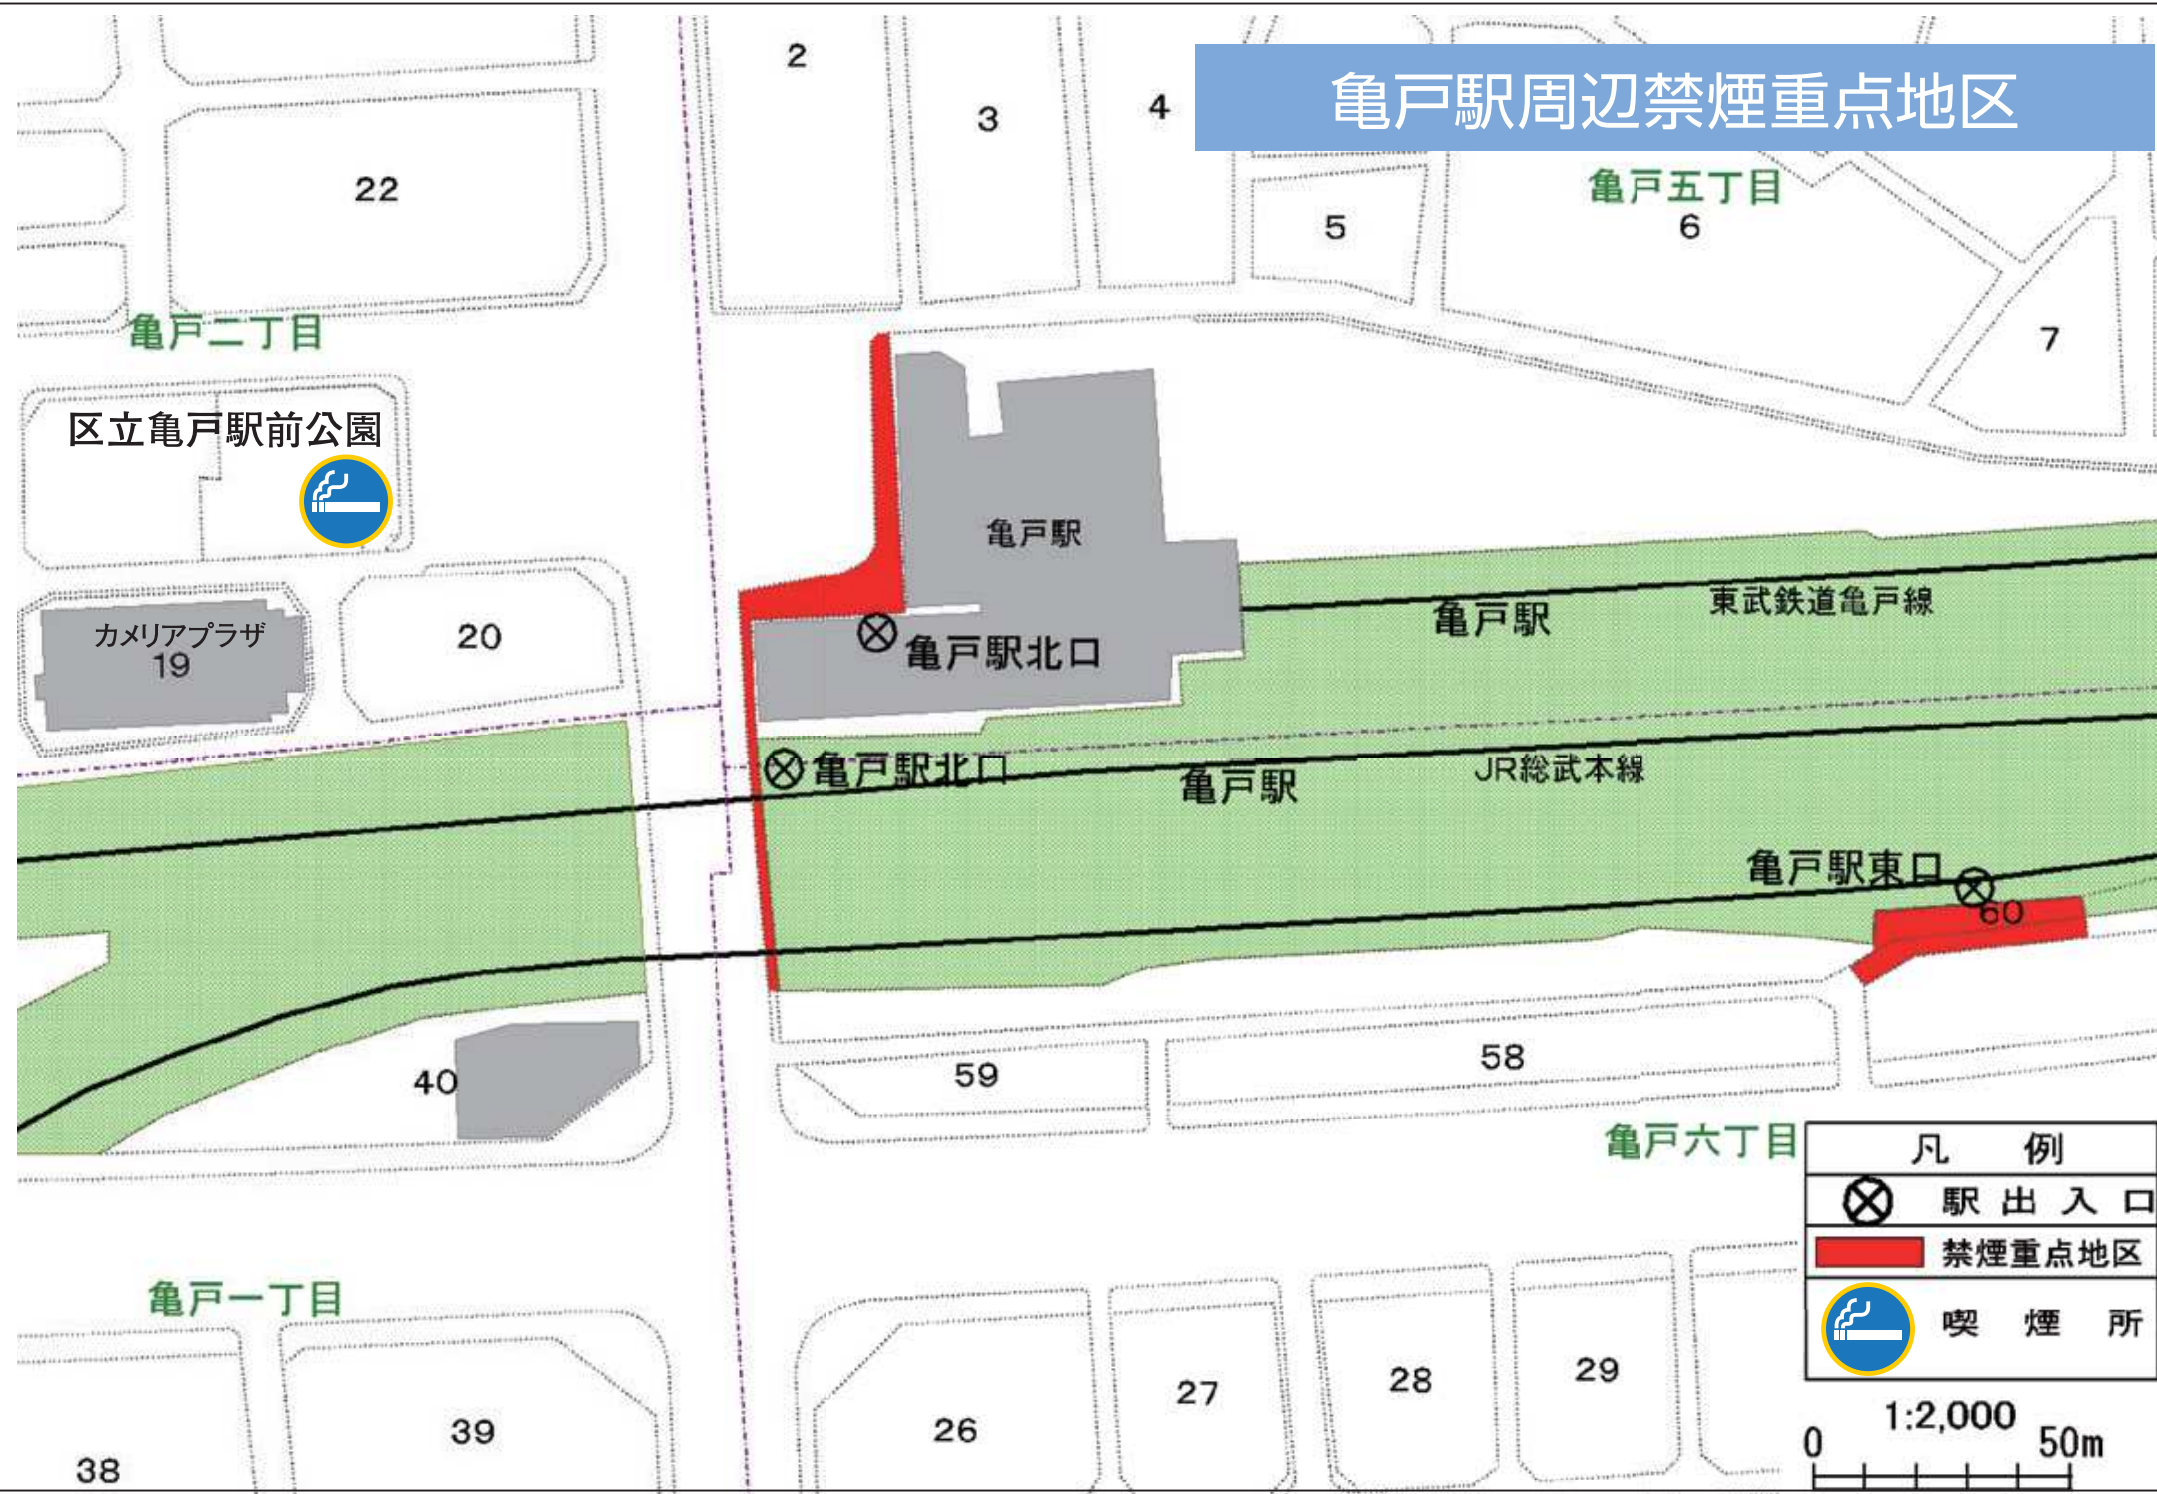 亀戸駅周辺禁煙重点地区
2
3
4
22
亀戸五丁目
5
6
7
亀戸二丁目
区立亀戸駅前公園
亀戸駅
東武鉄道亀戸線
亀戸駅
カメリアプラザ
19
20
亀戸駅北口
亀戸駅北口
亀戸駅
JR総武本線
亀戸駅東口
60
40
59
58
亀戸六丁目
亀戸一丁目
38
39
26
27
28
29
凡 例
駅出入口
禁煙重点地区
喫煙所
1:2,000
0 50m